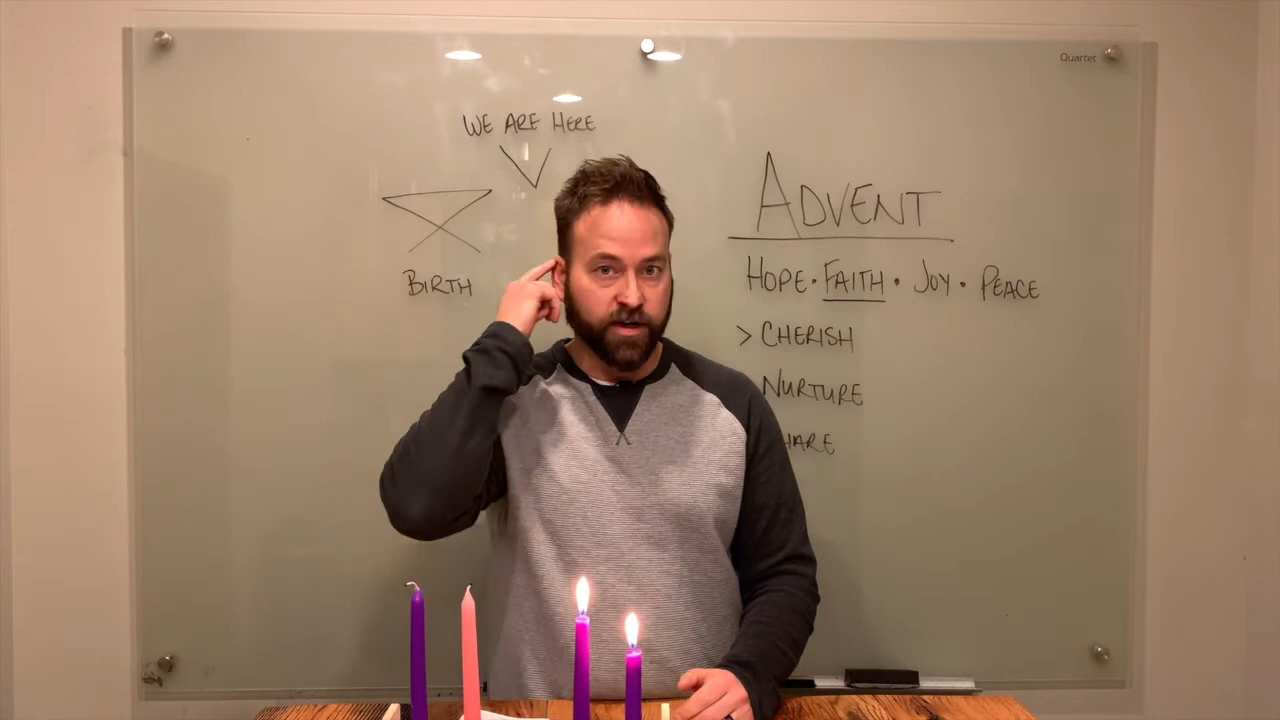 Quartet
WE ARE HERE
BIRTH
ADVENT
HOPE · FAITH · JOY · PEACE
> CHERISH
NURTURE